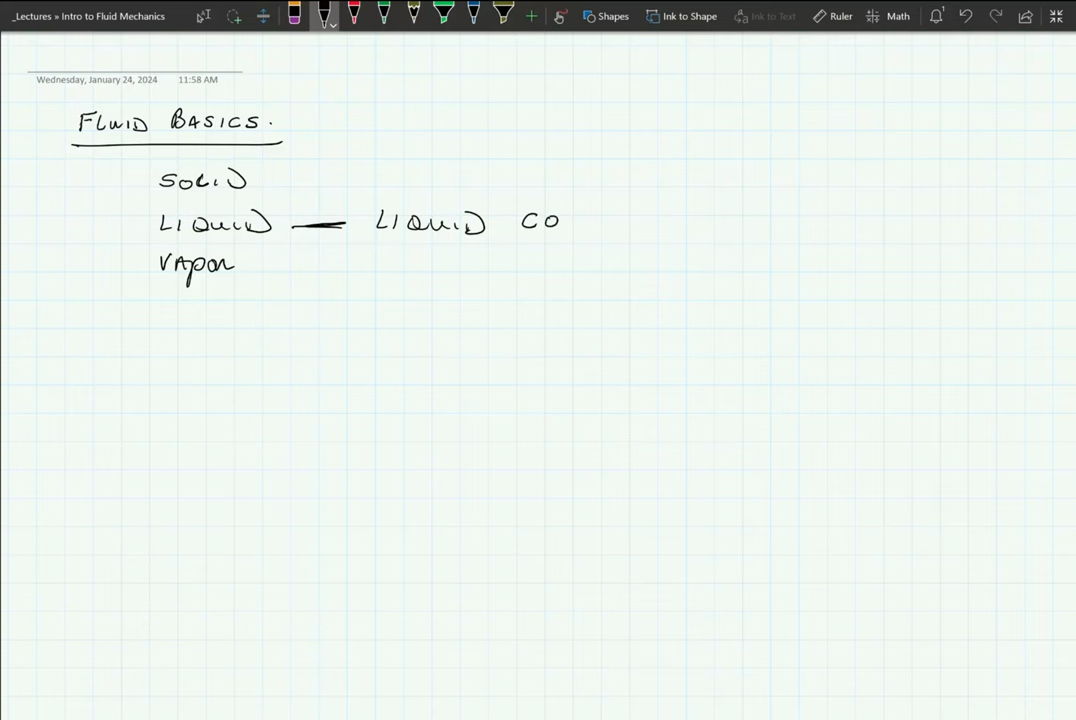 _Lectures » Intro to Fluid Mechanics Shapes Ink to Shape Ink to Text Ruler Math
Wednesday, January 24, 2024 11:58 AM
FLUID BASICS.
SOLID
LIQUID — LIQUID CO
VAPOR